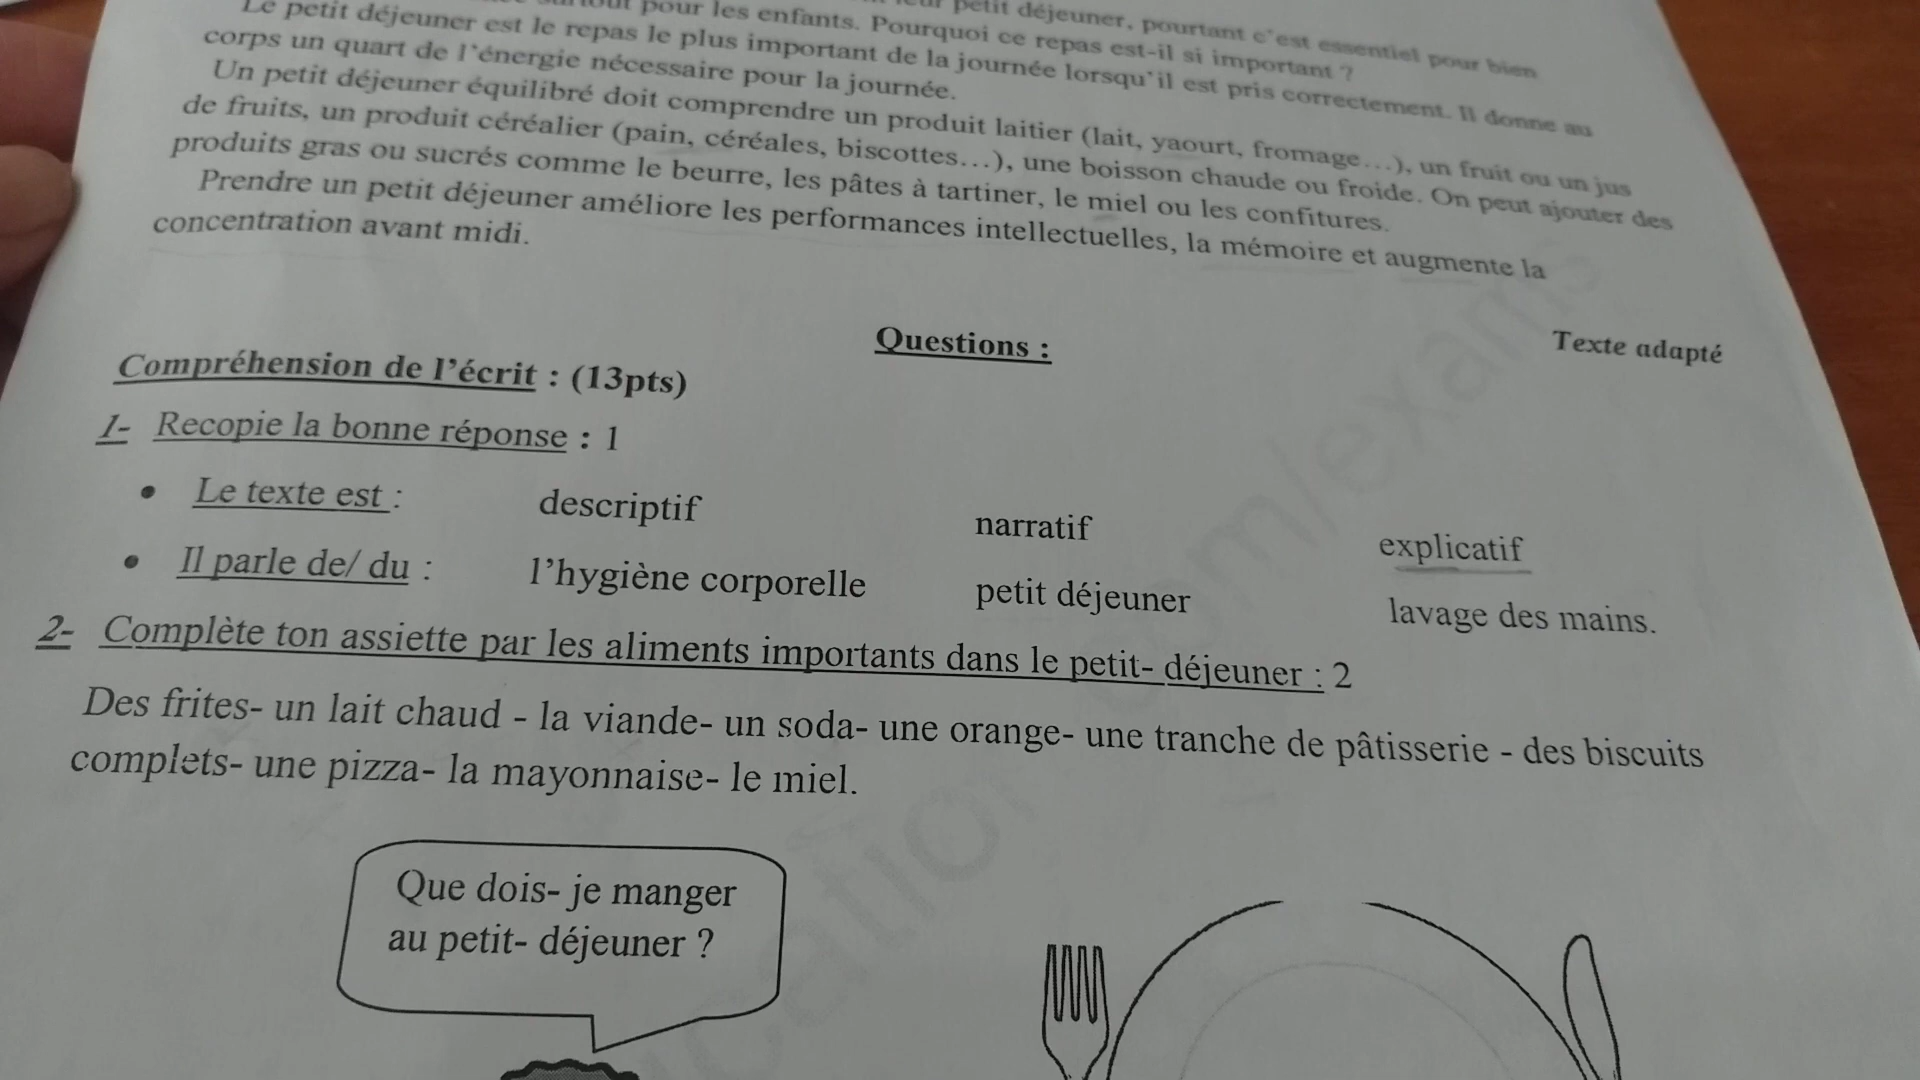 petit déjeuner, pourtant c'est essentiel pour bien
pour les enfants. Pourquoi ce repas est-il si important ?
Le petit déjeuner est le repas le plus important de la journée lorsqu'il est pris correctement. Il donne au
corps un quart de l'énergie nécessaire pour la journée.
Un petit déjeuner équilibré doit comprendre un produit laitier (lait, yaourt, fromage...), un fruit ou un jus
de fruits, un produit céréalier (pain, céréales, biscottes...), une boisson chaude ou froide. On peut ajouter des
produits gras ou sucrés comme le beurre, les pâtes à tartiner, le miel ou les confitures.
Prendre un petit déjeuner améliore les performances intellectuelles, la mémoire et augmente la
concentration avant midi.
Texte adapté
Questions :
Compréhension de l'écrit : (13pts)
1- Recopie la bonne réponse : 1
• Le texte est : descriptif narratif explicatif
• Il parle de/ du : l'hygiène corporelle petit déjeuner lavage des mains.
2- Complète ton assiette par les aliments importants dans le petit- déjeuner : 2
Des frites- un lait chaud - la viande- un soda- une orange- une tranche de pâtisserie - des biscuits
complets- une pizza- la mayonnaise- le miel.
Que dois- je manger
au petit- déjeuner ?